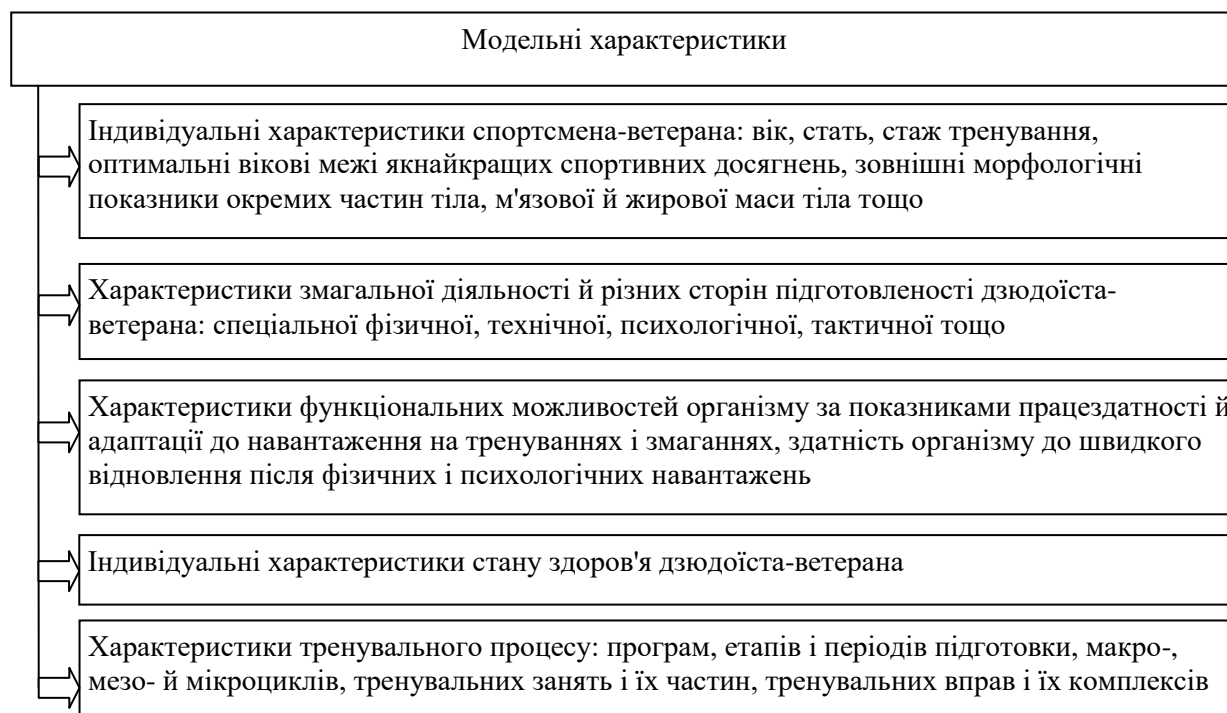 Модельні характеристики
Індивідуальні характеристики спортсмена-ветерана: вік, стать, стаж тренування,
оптимальні вікові межі якнайкращих спортивних досягнень, зовнішні морфологічні
показники окремих частин тіла, м'язової й жирової маси тіла тощо
Характеристики змагальної діяльності й різних сторін підготовленості дзюдоїста-
ветерана: спеціальної фізичної, технічної, психологічної, тактичної тощо
Характеристики функціональних можливостей організму за показниками працездатності й
адаптації до навантаження на тренуваннях і змаганнях, здатність організму до швидкого
відновлення після фізичних і психологічних навантажень
Індивідуальні характеристики стану здоров'я дзюдоїста-ветерана
Характеристики тренувального процесу: програм, етапів і періодів підготовки, макро-,
мезо- й мікроциклів, тренувальних занять і їх частин, тренувальних вправ і їх комплексів